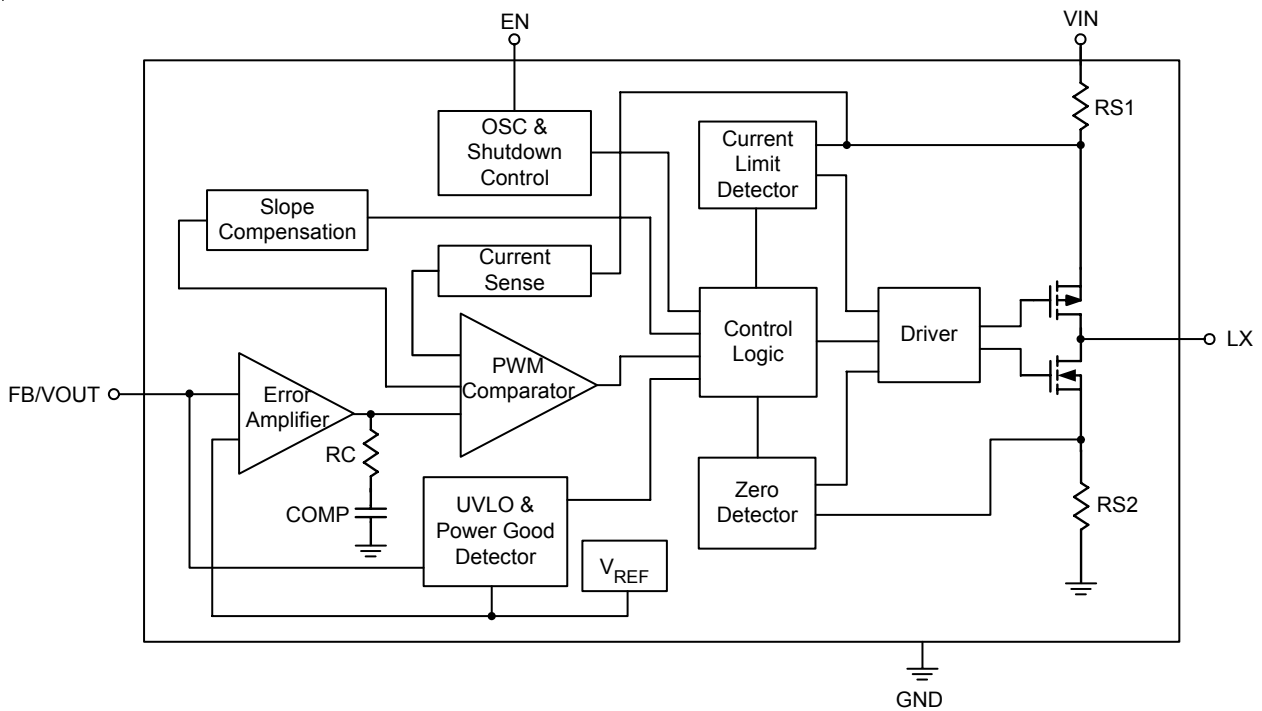 EN
VIN
RS1
OSC &
Shutdown
Control
Current
Limit
Detector
Slope
Compensation
Current
Sense
Control
Logic
Driver
LX
PWM
Comparator
FB/VOUT
Error
Amplifier
RC
COMP
UVLO &
Power Good
Detector
VREF
Zero
Detector
RS2
GND